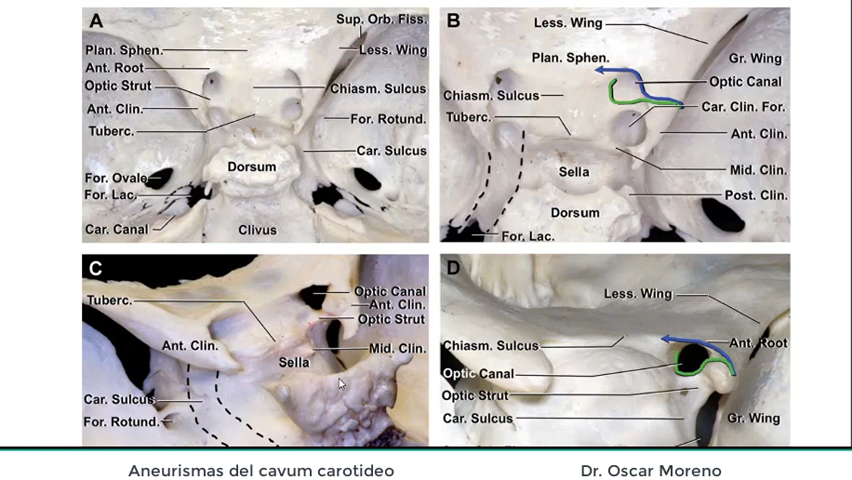 A
Sup. Orb. Fiss.
Plan. Sphen.
Less. Wing
Ant. Root
Optic Strut
Chiasm. Sulcus
Ant. Clin.
For. Rotund.
Tuberc.
Car. Sulcus
Dorsum
For. Ovale
For. Lac.
Car. Canal
Clivus
B
Less. Wing
Plan. Sphen.
Gr. Wing
Optic Canal
Chiasm. Sulcus
Car. Clin. For.
Tuberc.
Ant. Clin.
Mid. Clin.
Sella
Post. Clin.
Dorsum
For. Lac.
C
Optic Canal
Tuberc.
Ant. Clin.
Optic Strut
Ant. Clin.
Mid. Clin.
Sella
Car. Sulcus
For. Rotund.
D
Less. Wing
Chiasm. Sulcus
Ant. Root
Optic Canal
Optic Strut
Car. Sulcus
Gr. Wing
Aneurismas del cavum carotideo
Dr. Oscar Moreno